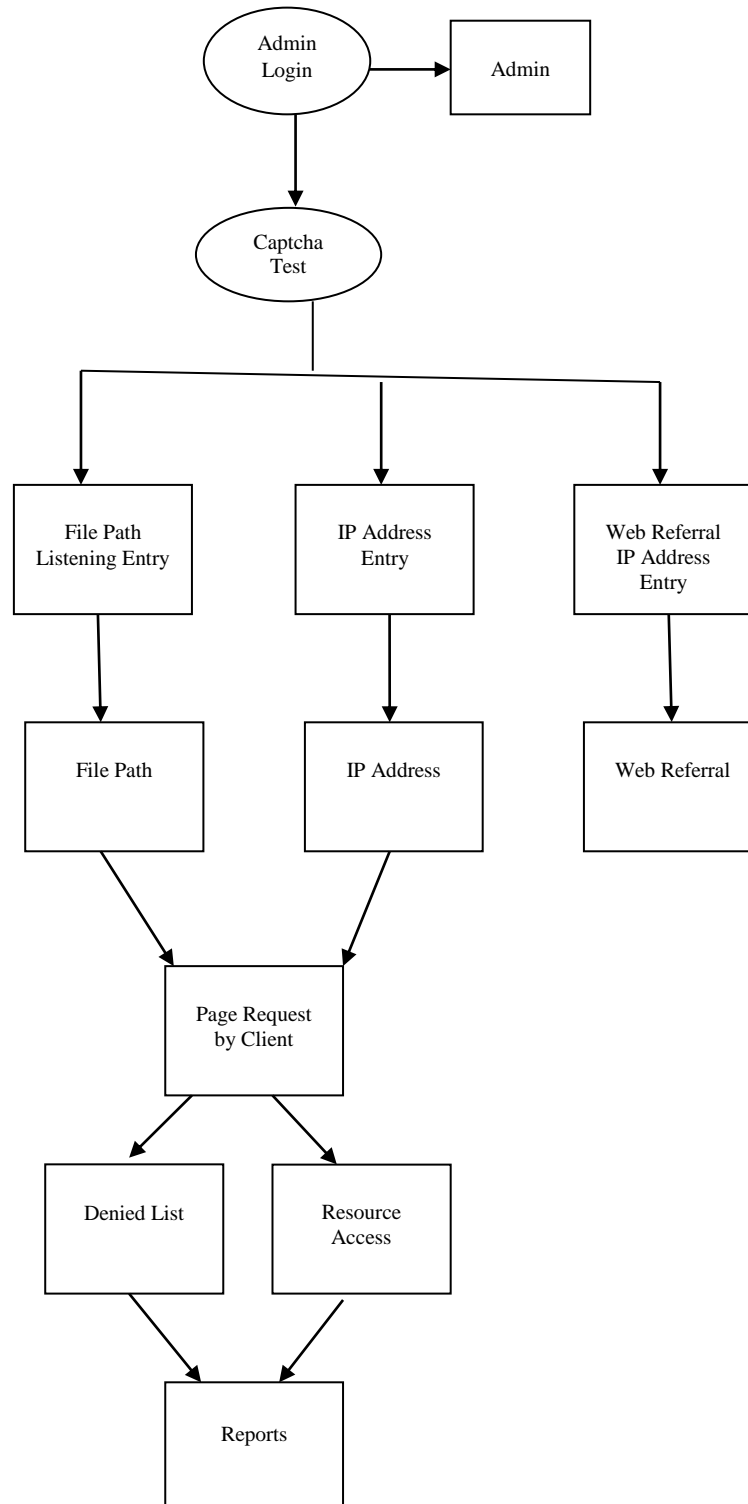 Admin
Login
Admin
Captcha
Test
File Path
Listening Entry
IP Address
Entry
Web Referral
IP Address
Entry
File Path
IP Address
Web Referral
Page Request
by Client
Denied List
Resource
Access
Reports